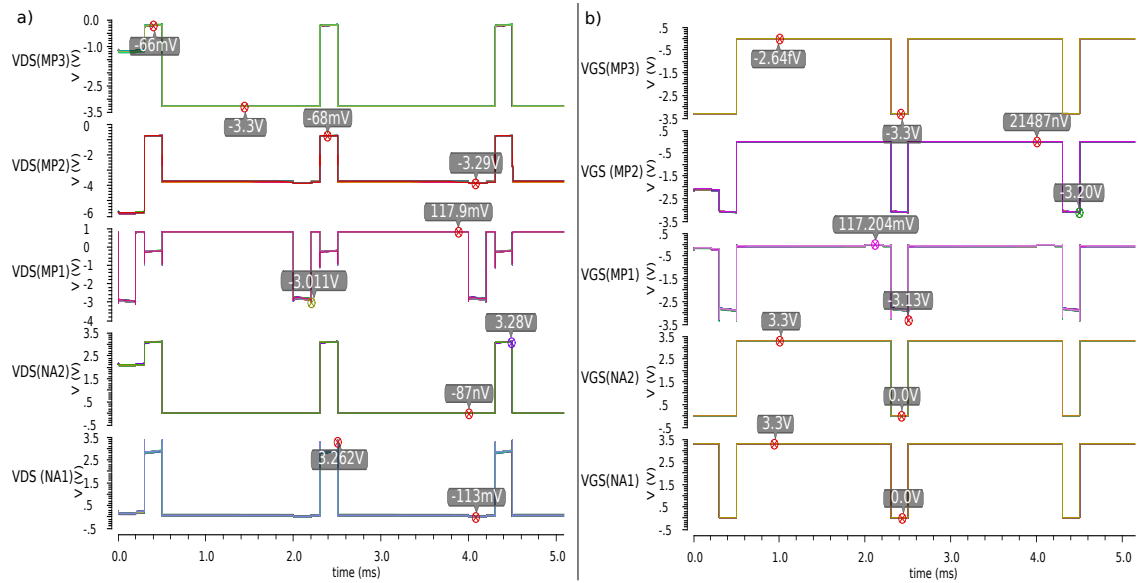 a)
VDS(MP3)
V (V)
0.0
-1.0
-2.5
-3.5
-66mV
-3.3V
VDS(MP2)
V (V)
0
-2
-4
-6
-68mV
-3.29V
VDS(MP1)
V (V)
1
0
-1
-2
-3
-4
117.9mV
-3.011V
VDS(NA2)
V (V)
3.5
2.5
1.5
.5
-.5
3.28V
-87nV
VDS (NA1)
V (V)
3.5
2.5
1.5
.5
-.5
3.262V
-113mV
0.0 1.0 2.0 3.0 4.0 5.0
time (ms)
b)
VGS(MP3)
V (V)
.5
-.5
-1.5
-2.5
-3.5
-2.64fV
-3.3V
VGS (MP2)
V (V)
.5
-.5
-1.5
-2.5
-3.5
21487nV
-3.20V
VGS(MP1)
V (V)
.5
-.5
-1.5
-2.5
-3.5
117.204mV
-3.13V
VGS(NA2)
V (V)
3.5
2.5
1.5
.5
-.5
3.3V
0.0V
VGS(NA1)
V (V)
3.5
2.5
1.5
.5
-.5
3.3V
0.0V
0.0 1.0 2.0 3.0 4.0 5.0
time (ms)